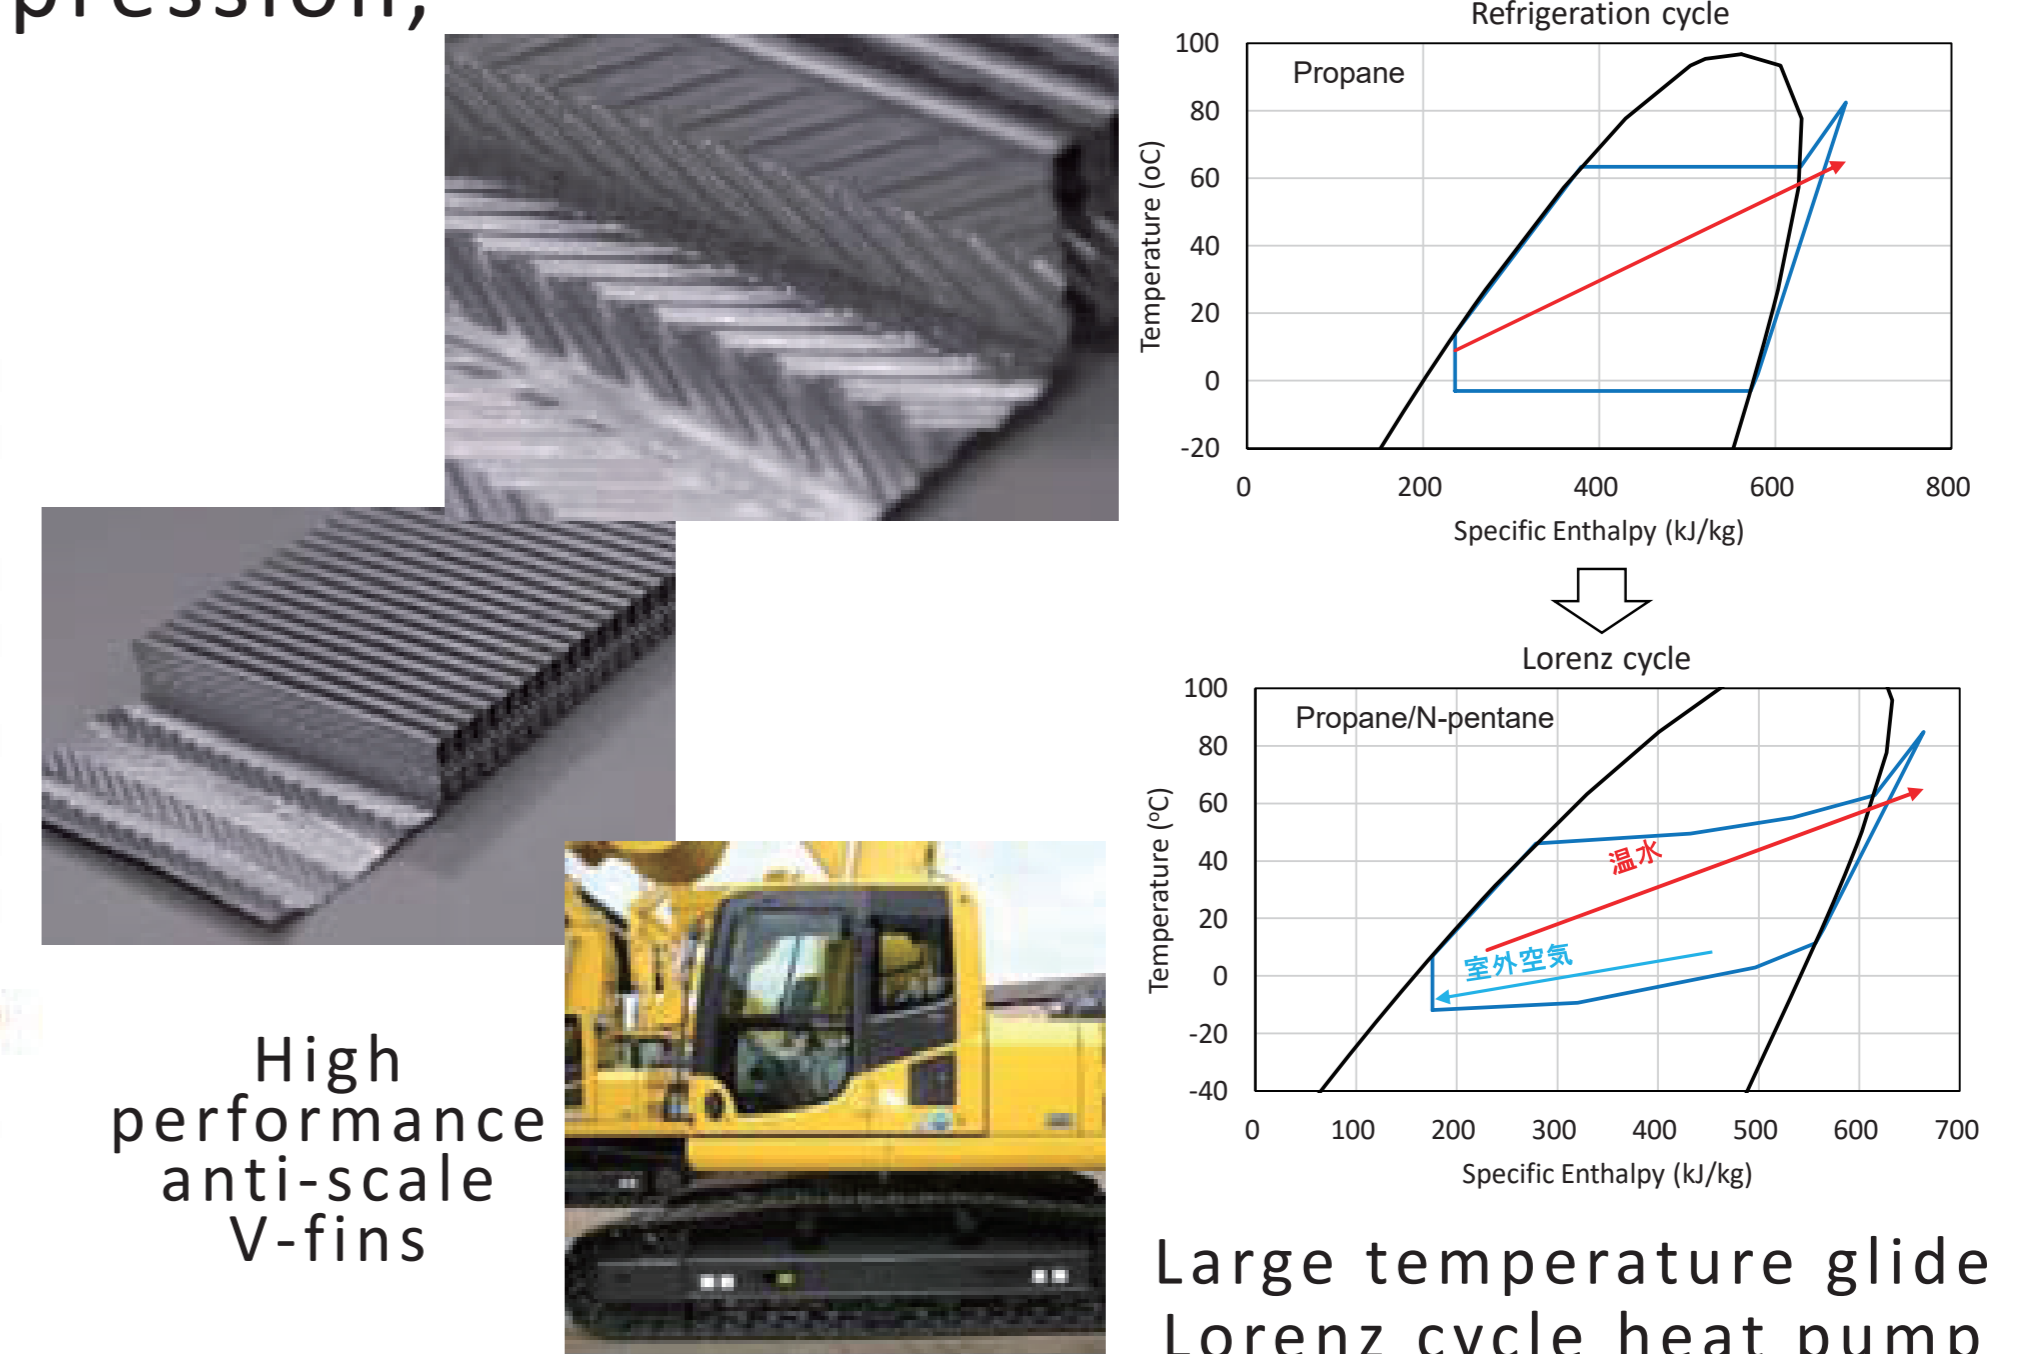 pression,
Refrigeration cycle
Propane
100
80
60
40
20
0
-20
Temperature (oC)
0 200 400 600 800
Specific Enthalpy (kJ/kg)
Lorenz cycle
Propane/N-pentane
100
80
60
40
20
0
-20
-40
Temperature (ºC)
温水
室外空気
0 100 200 300 400 500 600 700
Specific Enthalpy (kJ/kg)
High
performance
anti-scale
V-fins
Large temperature glide
Lorenz cycle heat pump